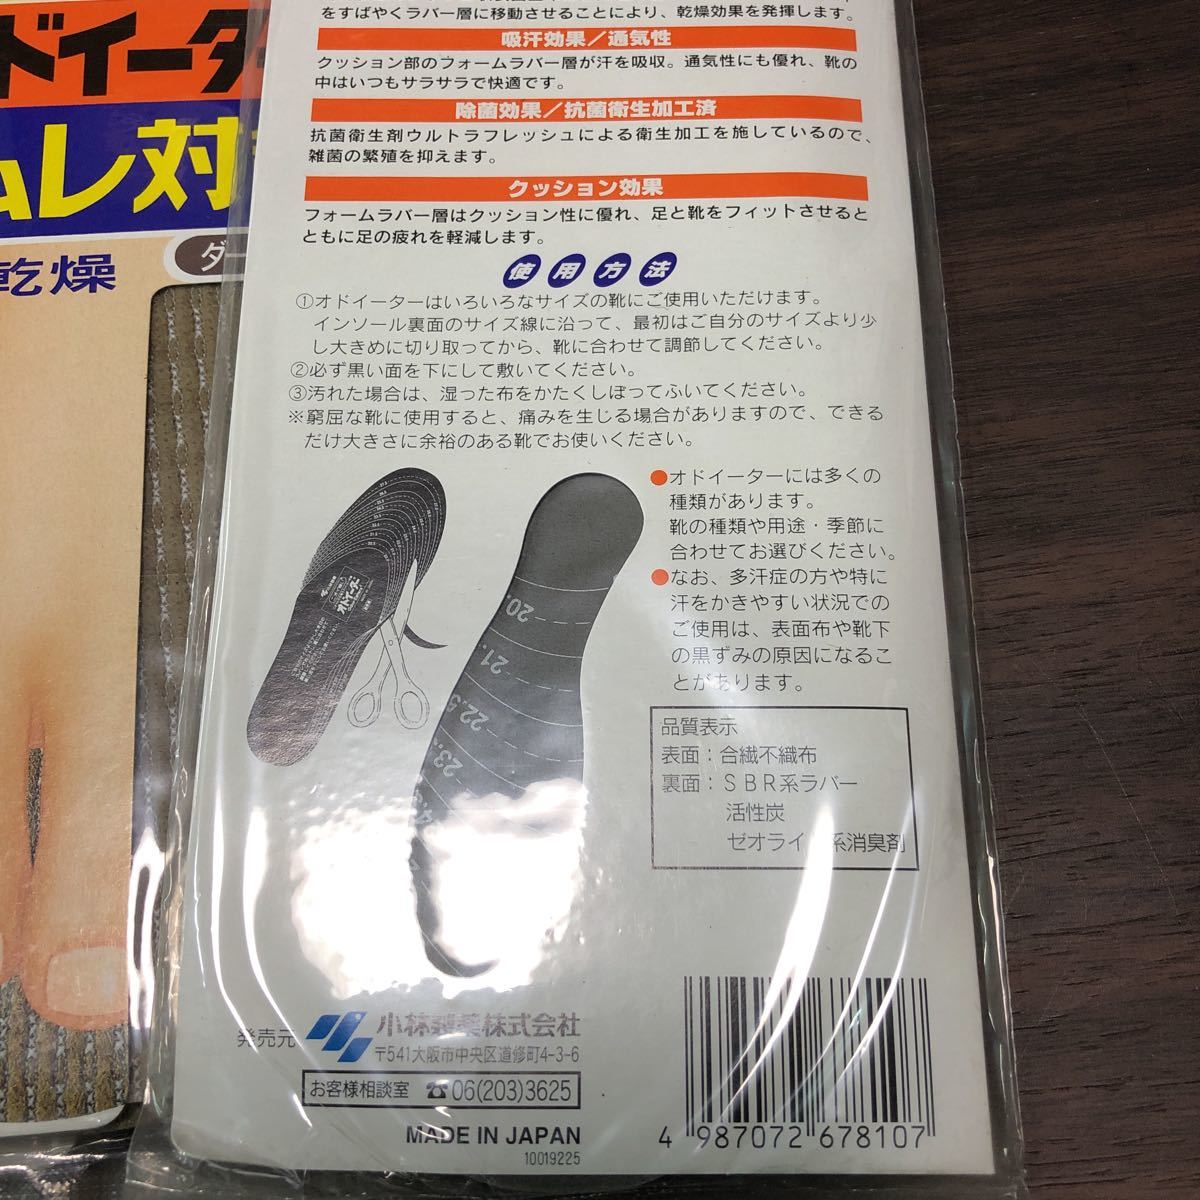 ドイーター
ムレ対
乾燥
ダー
をすばやくラバー層に移動させることにより、乾燥効果を発揮します。
吸汗効果/通気性
クッション部のフォームラバー層が汗を吸収。通気性にも優れ、靴の
中はいつもサラサラで快適です。
除菌効果/抗菌衛生加工済
抗菌衛生剤ウルトラフレッシュによる衛生加工を施しているので、
雑菌の繁殖を抑えます。
クッション効果
フォームラバー層はクッション性に優れ、足と靴をフィットさせると
ともに足の疲れを軽減します。
使用方法
①オドイーターはいろいろなサイズの靴にご使用いただけます。
インソール裏面のサイズ線に沿って、最初はご自分のサイズより少
し大きめに切り取ってから、靴に合わせて調節してください。
②必ず黒い面を下にして敷いてください。
③汚れた場合は、湿った布をかたくしぼってふいてください。
※窮屈な靴に使用すると、痛みを生じる場合がありますので、できる
だけ大きさに余裕のある靴でお使いください。
オドイーター
20.
21.
22.5
23.
●オドイーターには多くの
種類があります。
靴の種類や用途・季節に
合わせてお選びください。
●なお、多汗症の方や特に
汗をかきやすい状況での
ご使用は、表面布や靴下
の黒ずみの原因になるこ
とがあります。
品質表示
表面：合繊不織布
裏面：SBR系ラバー
活性炭
ゼオライ 系消臭剤
発売元 小林製薬株式会社
〒541大阪市中央区道修町4-3-6
お客様相談室 ☎06(203)3625
MADE IN JAPAN
10019225
4 987072 678107